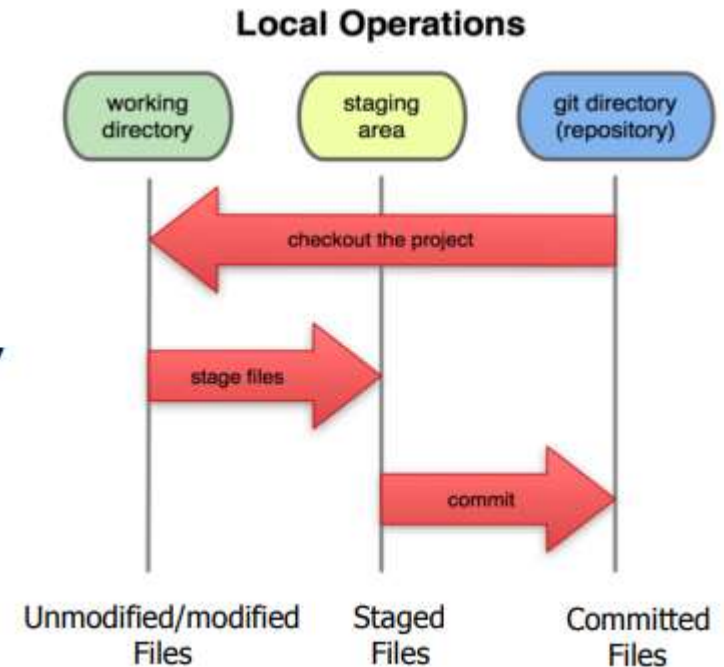 Local Operations
working
directory
staging
area
git directory
(repository)
checkout the project
stage files
commit
Unmodified/modified
Files
Staged
Files
Committed
Files